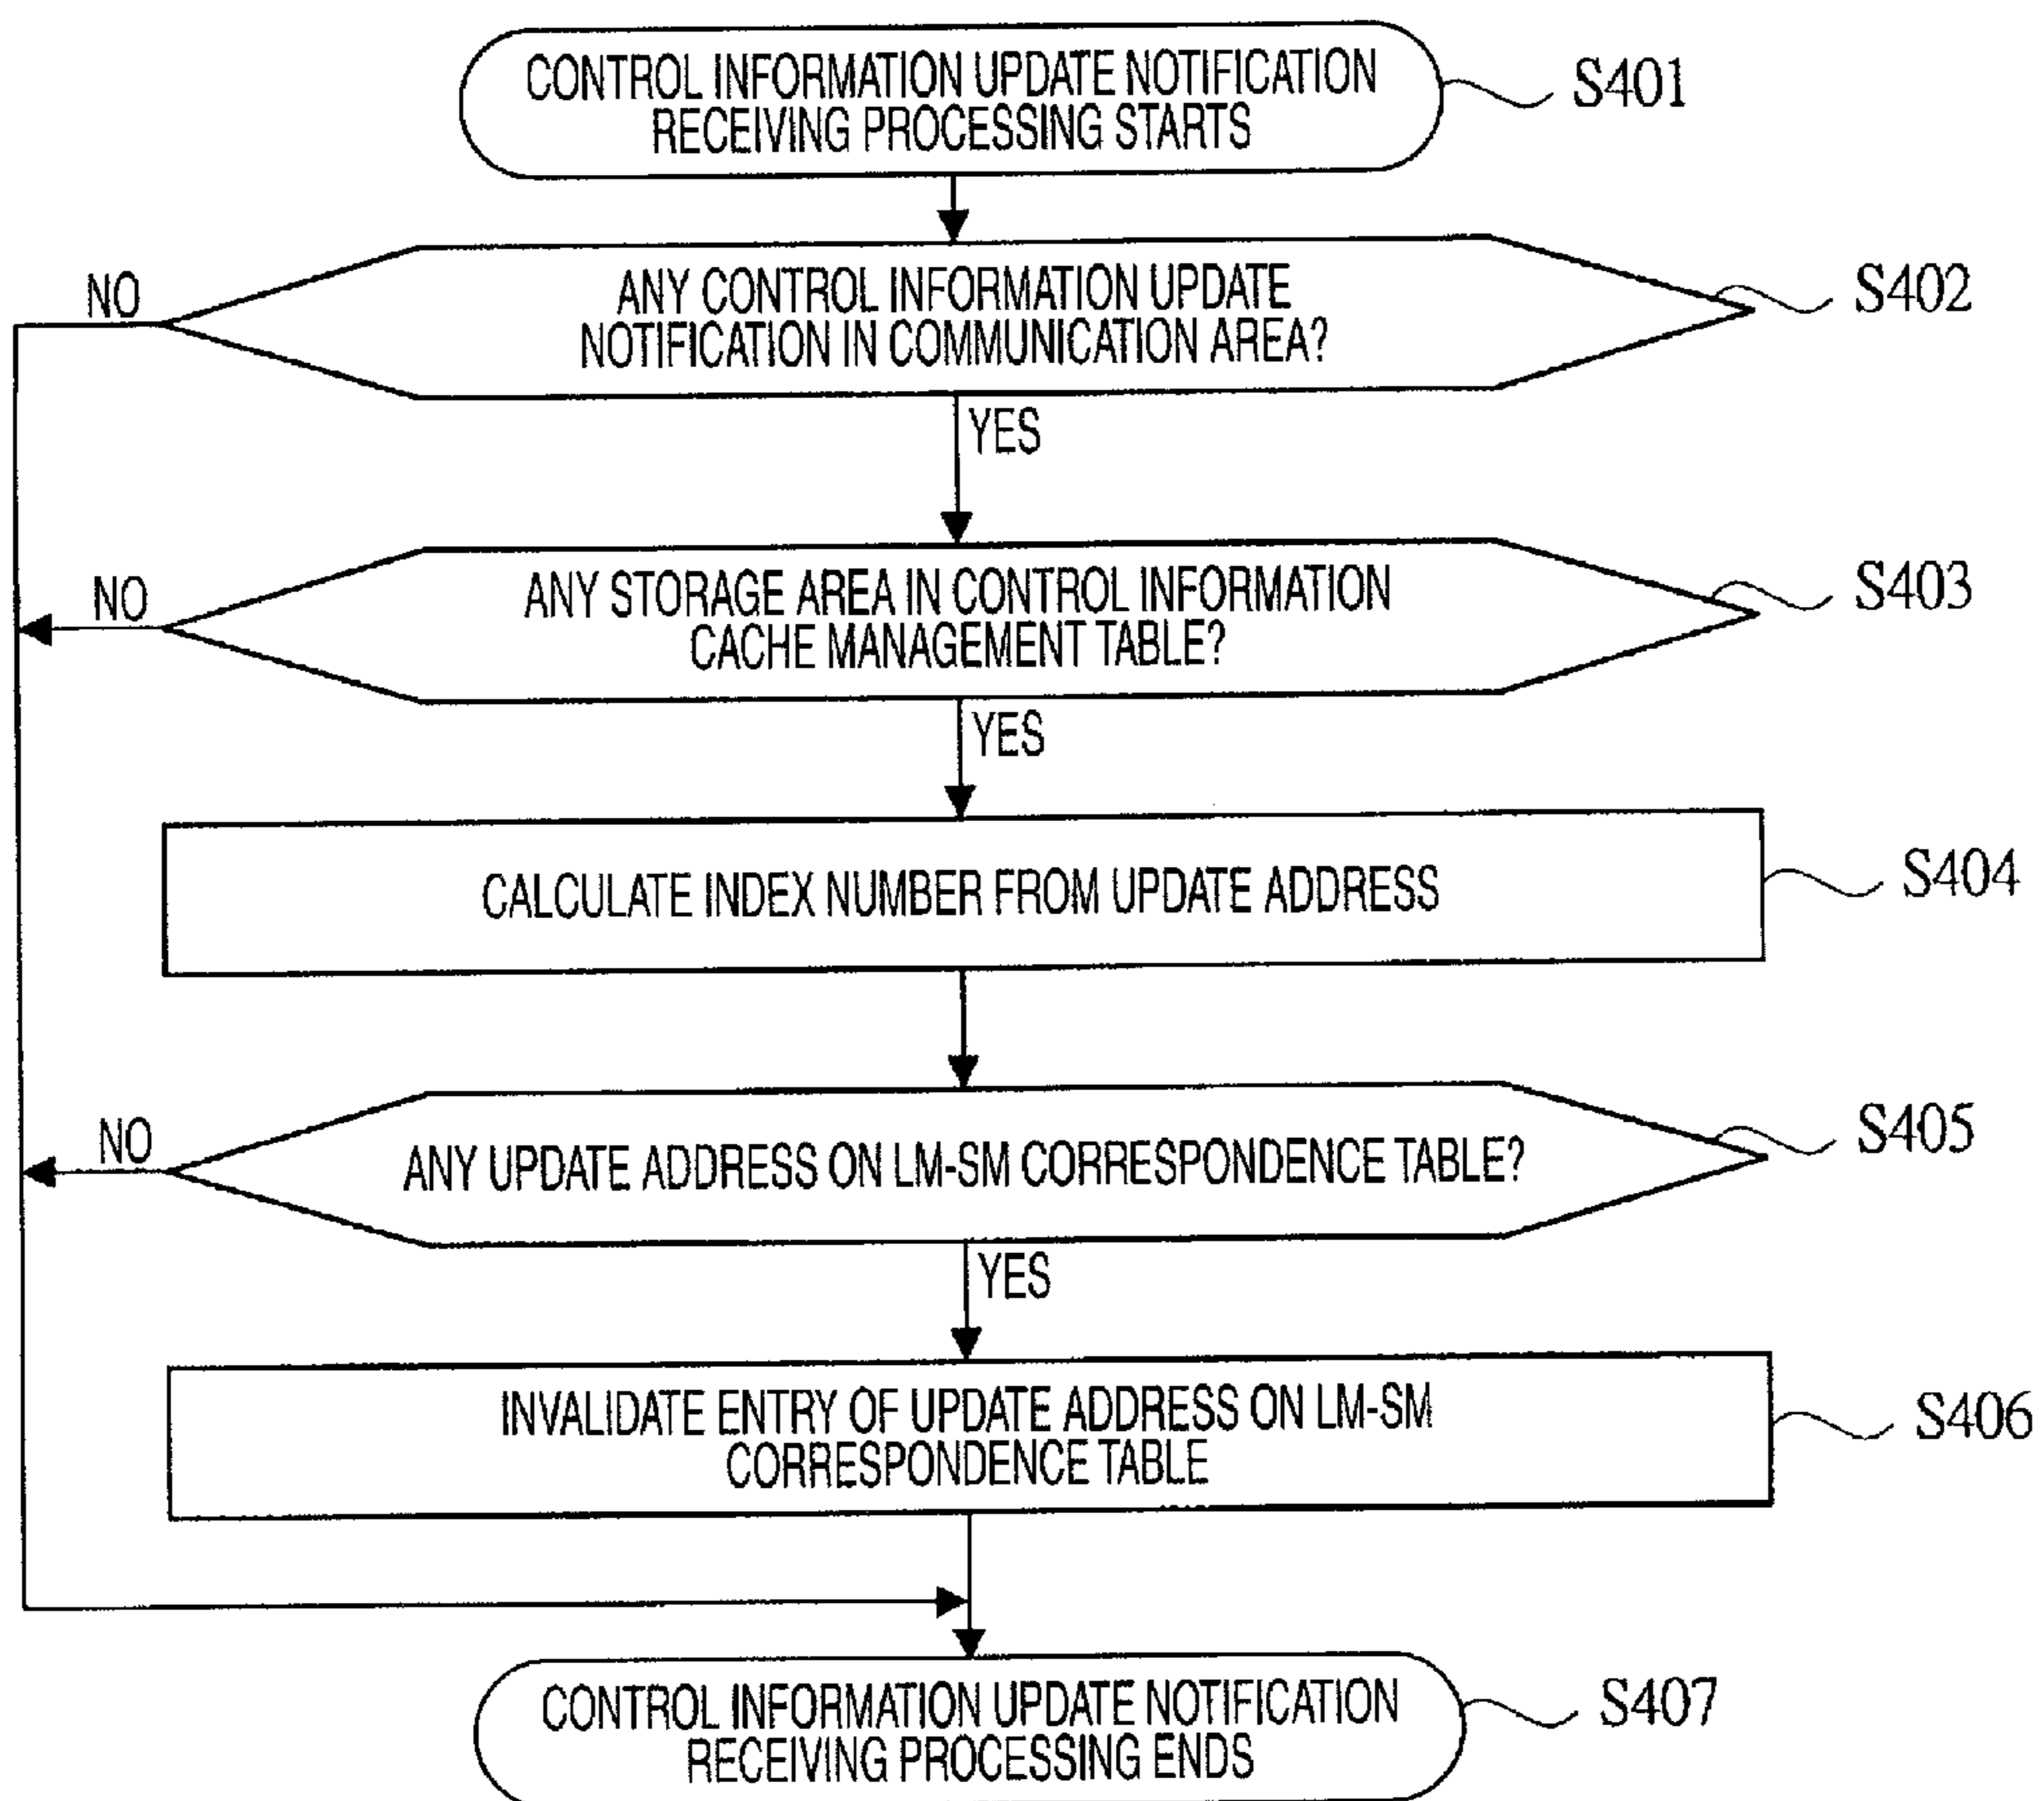 CONTROL INFORMATION UPDATE NOTIFICATION
RECEIVING PROCESSING STARTS
S401
NO
ANY CONTROL INFORMATION UPDATE
NOTIFICATION IN COMMUNICATION AREA?
S402
YES
NO
ANY STORAGE AREA IN CONTROL INFORMATION
CACHE MANAGEMENT TABLE?
S403
YES
CALCULATE INDEX NUMBER FROM UPDATE ADDRESS
S404
NO
ANY UPDATE ADDRESS ON LM-SM CORRESPONDENCE TABLE?
S405
YES
INVALIDATE ENTRY OF UPDATE ADDRESS ON LM-SM
CORRESPONDENCE TABLE
S406
CONTROL INFORMATION UPDATE NOTIFICATION
RECEIVING PROCESSING ENDS
S407